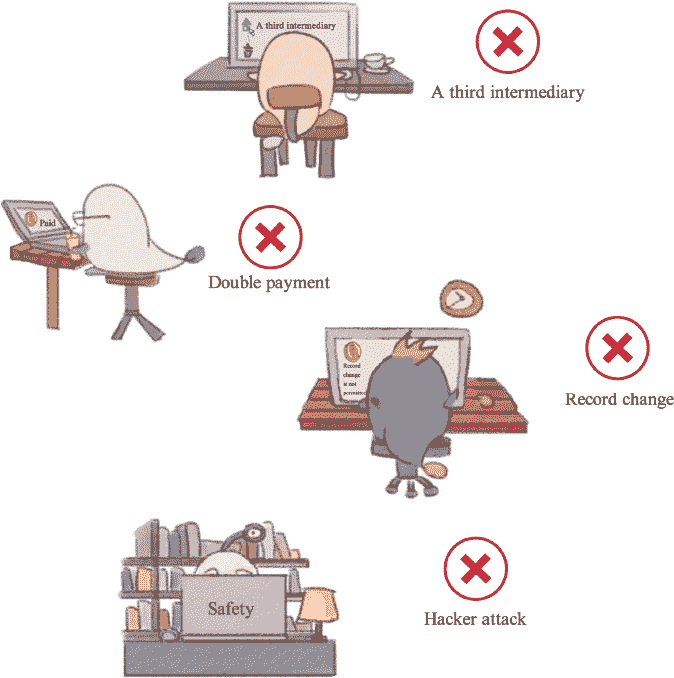 A third intermediary
A third intermediary
Paid
Double payment
Record
change
is not
permitted
Record change
Safety
Hacker attack